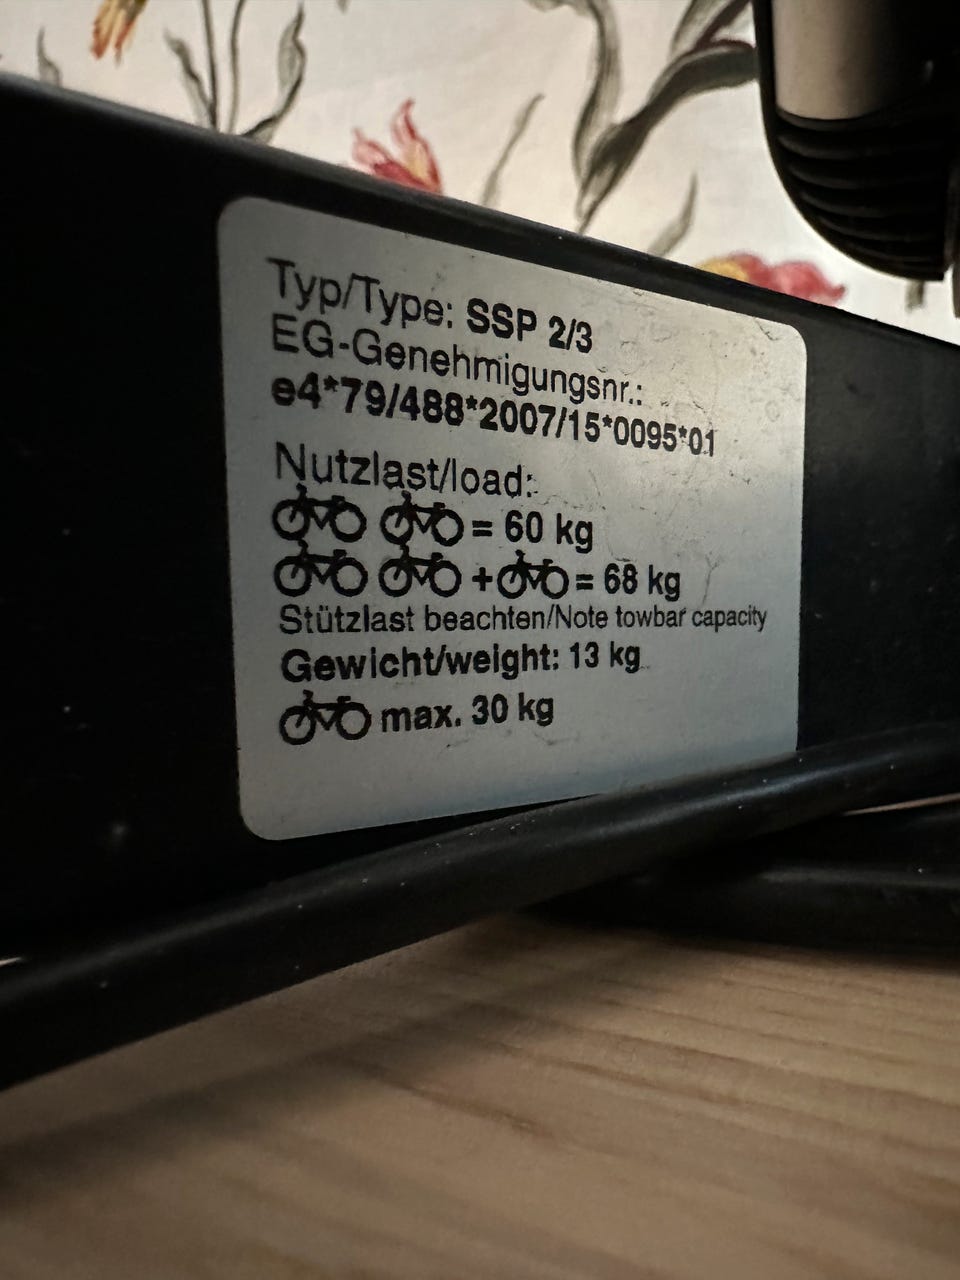 Typ/Type: SSP 2/3
EG-Genehmigungsnr.:
e4*79/488*2007/15*0095*01
Nutzlast/load:
= 60 kg
+ = 68 kg
Stützlast beachten/Note towbar capacity
Gewicht/weight: 13 kg
max. 30 kg